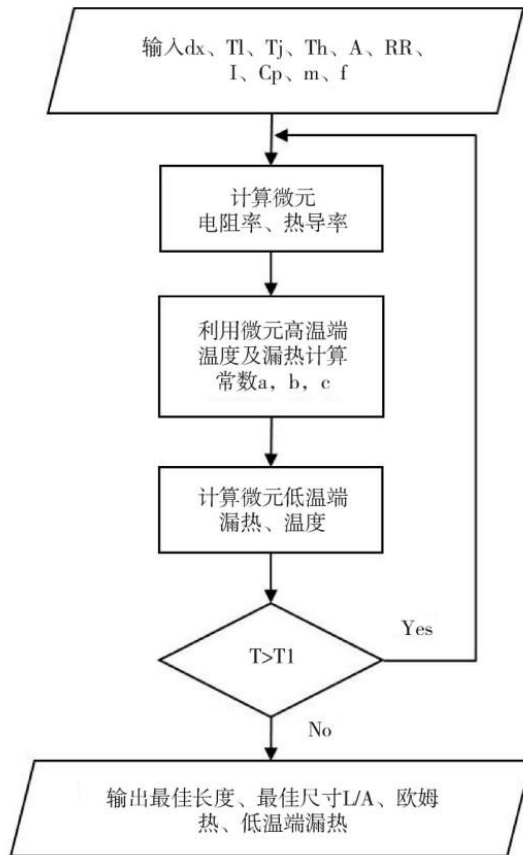 输入dx、Tl、Tj、Th、A、RR、
I、Cp、m、f
计算微元
电阻率、热导率
利用微元高温端
温度及漏热计算
常数a，b，c
计算微元低温端
漏热、温度
T>Tl
Yes
No
输出最佳长度、最佳尺寸L/A、欧姆
热、低温端漏热